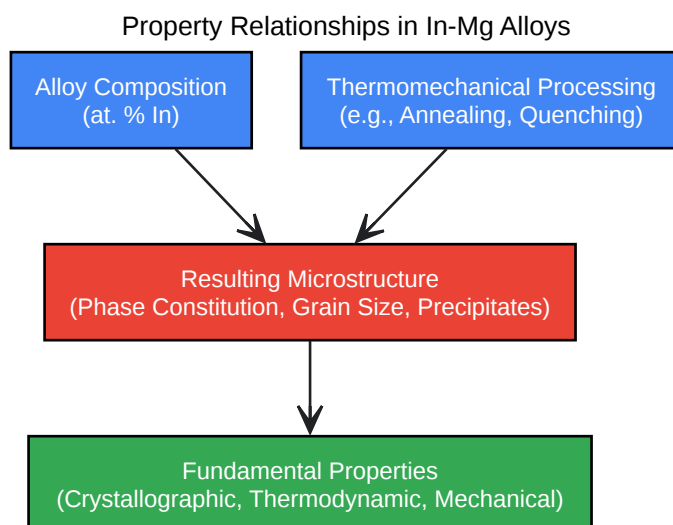 Property Relationships in In-Mg Alloys
Alloy Composition
(at. % In)
Thermomechanical Processing
(e.g., Annealing, Quenching)
Resulting Microstructure
(Phase Constitution, Grain Size, Precipitates)
Fundamental Properties
(Crystallographic, Thermodynamic, Mechanical)